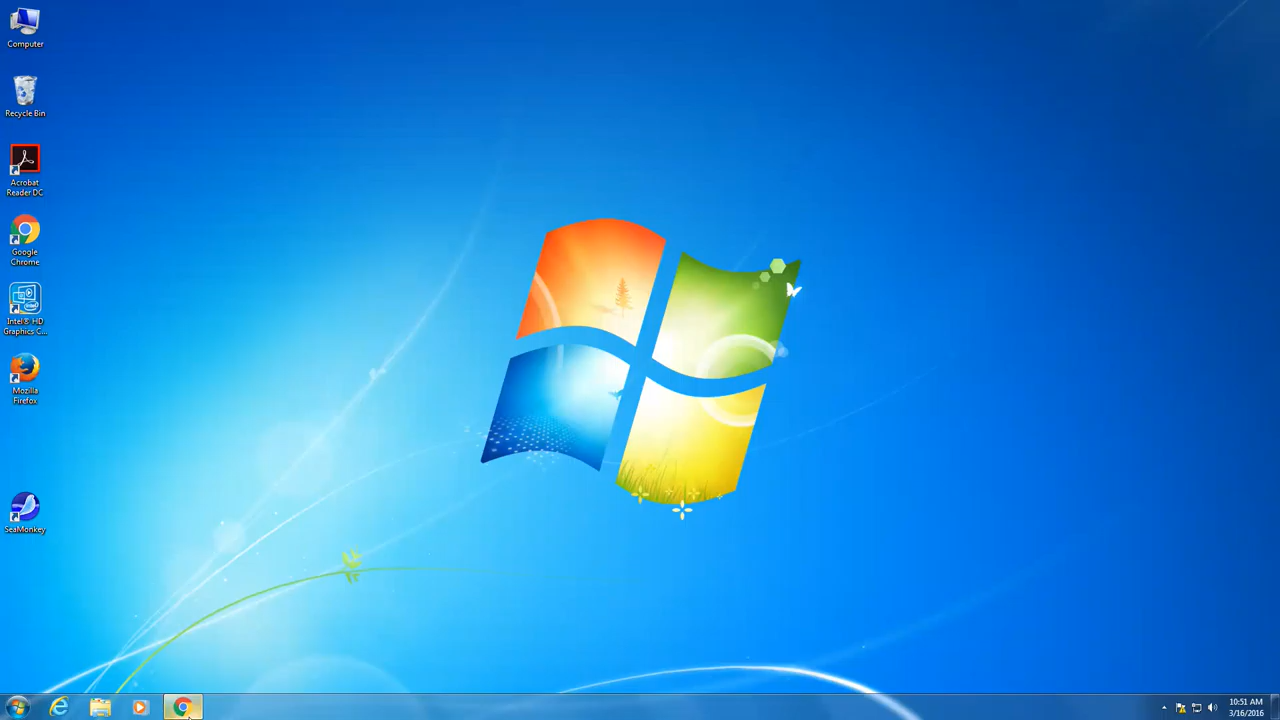 Computer
Recycle Bin
Acrobat
Reader DC
Google
Chrome
Intel® HD
Graphics C...
Mozilla
Firefox
SeaMonkey
10:51 AM
3/16/2016